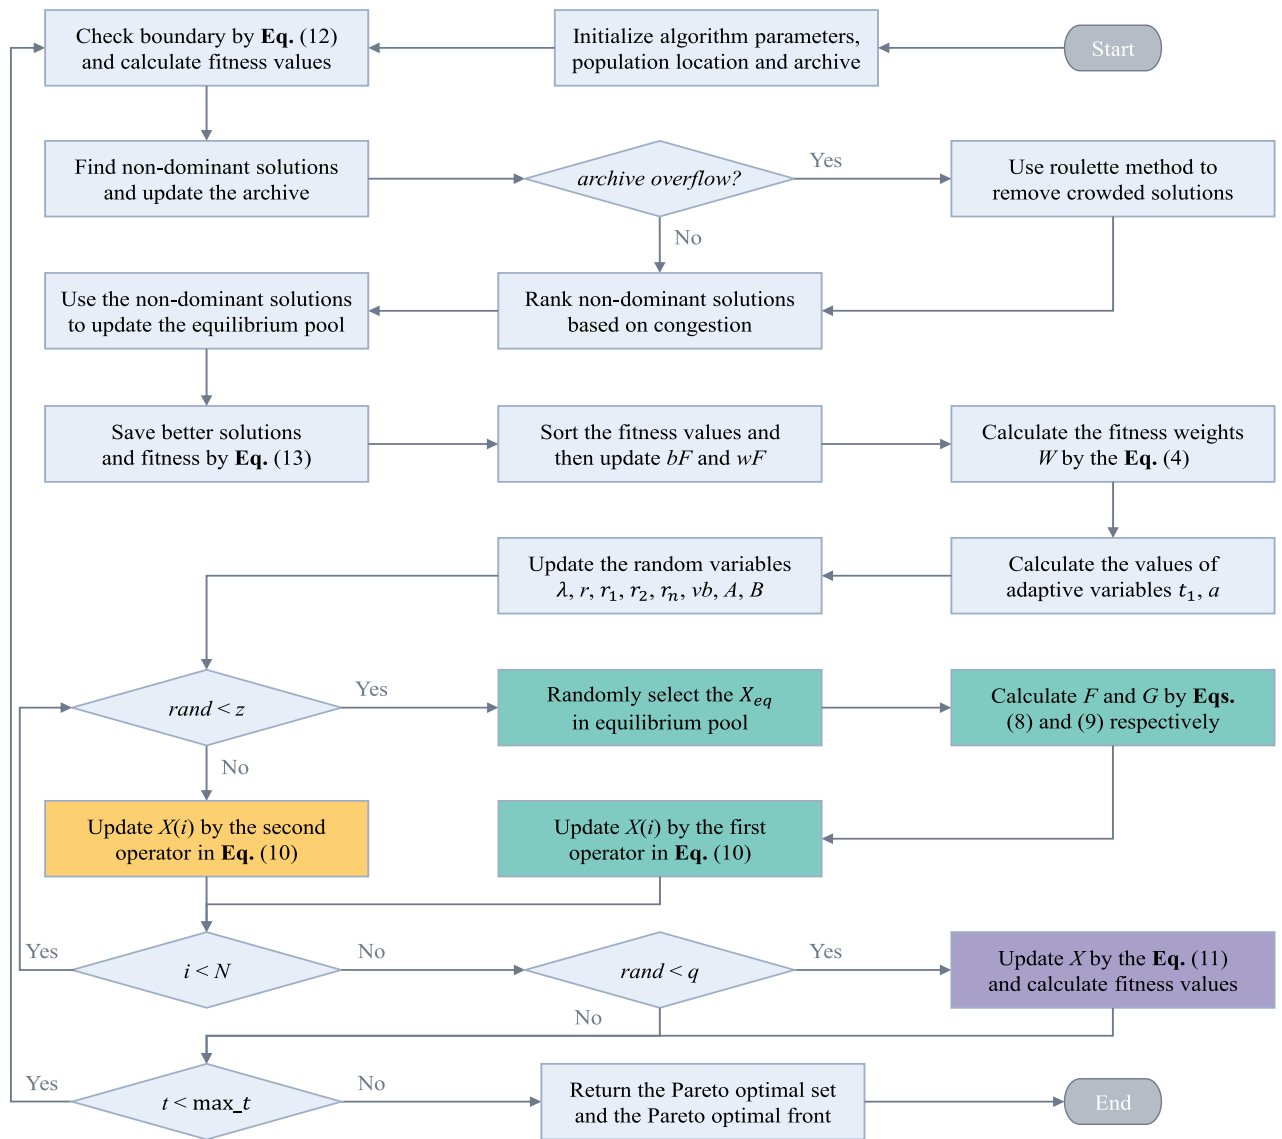 Start
Initialize algorithm parameters,
population location and archive
Check boundary by Eq. (12)
and calculate fitness values
Find non-dominant solutions
and update the archive
archive overflow?
Yes
Use roulette method to
remove crowded solutions
No
Rank non-dominant solutions
based on congestion
Use the non-dominant solutions
to update the equilibrium pool
Save better solutions
and fitness by Eq. (13)
Sort the fitness values and
then update bF and wF
Calculate the fitness weights
W by the Eq. (4)
Calculate the values of
adaptive variables t₁, a
Update the random variables
λ, r, r₁, r₂, rₙ, vb, A, B
rand < z
Yes
Randomly select the X_eq
in equilibrium pool
Calculate F and G by Eqs.
(8) and (9) respectively
No
Update X(i) by the second
operator in Eq. (10)
Update X(i) by the first
operator in Eq. (10)
Yes
i < N
No
rand < q
Yes
Update X by the Eq. (11)
and calculate fitness values
No
Yes
t < max_t
No
Return the Pareto optimal set
and the Pareto optimal front
End